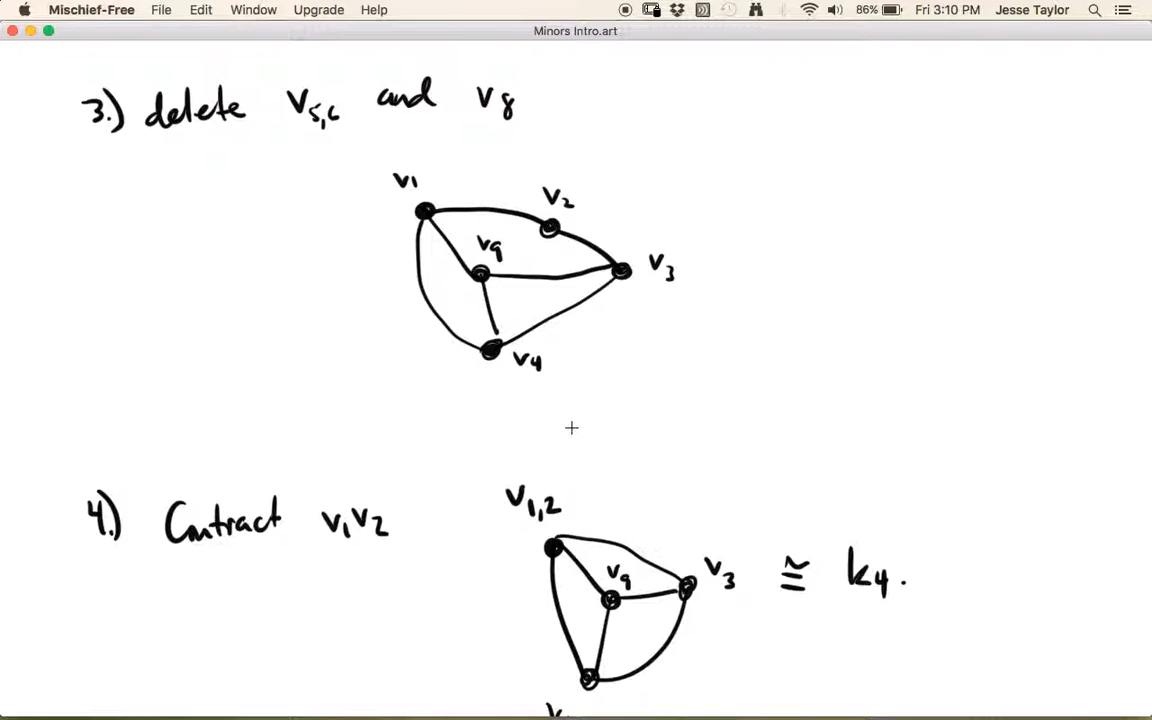 Mischief-Free File Edit Window Upgrade Help 86% Fri 3:10 PM Jesse Taylor
Minors Intro.art
3.) delete v5,6 and v8
v1
v2
v9
v3
v4
4.) Contract v1v2
v1,2
v9
v3 ≅ k4.